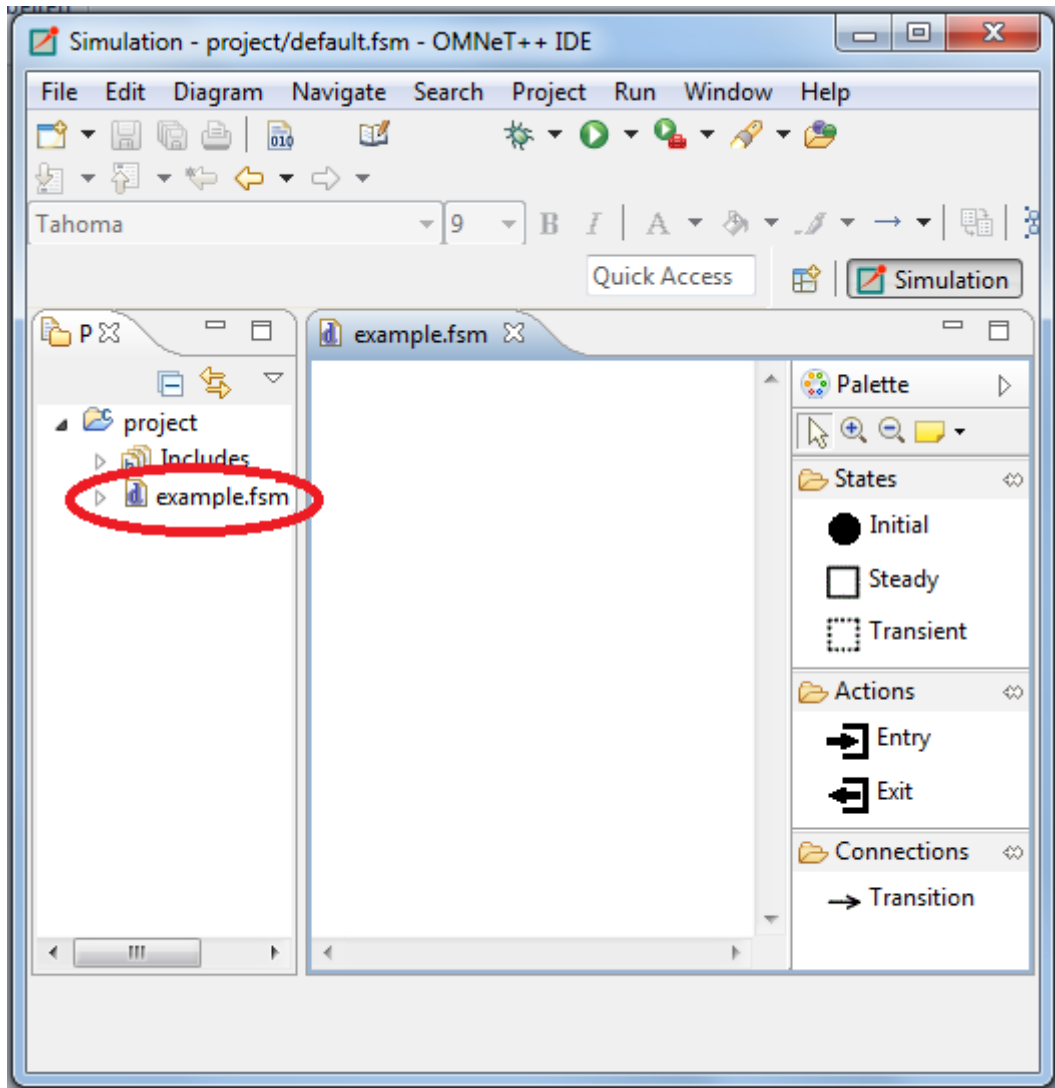 Simulation - project/default.fsm - OMNeT++ IDE
File Edit Diagram Navigate Search Project Run Window Help
010
Tahoma 9 B I A
Quick Access Simulation
P example.fsm
Palette
project
Includes
example.fsm
States
Initial
Steady
Transient
Actions
Entry
Exit
Connections
Transition